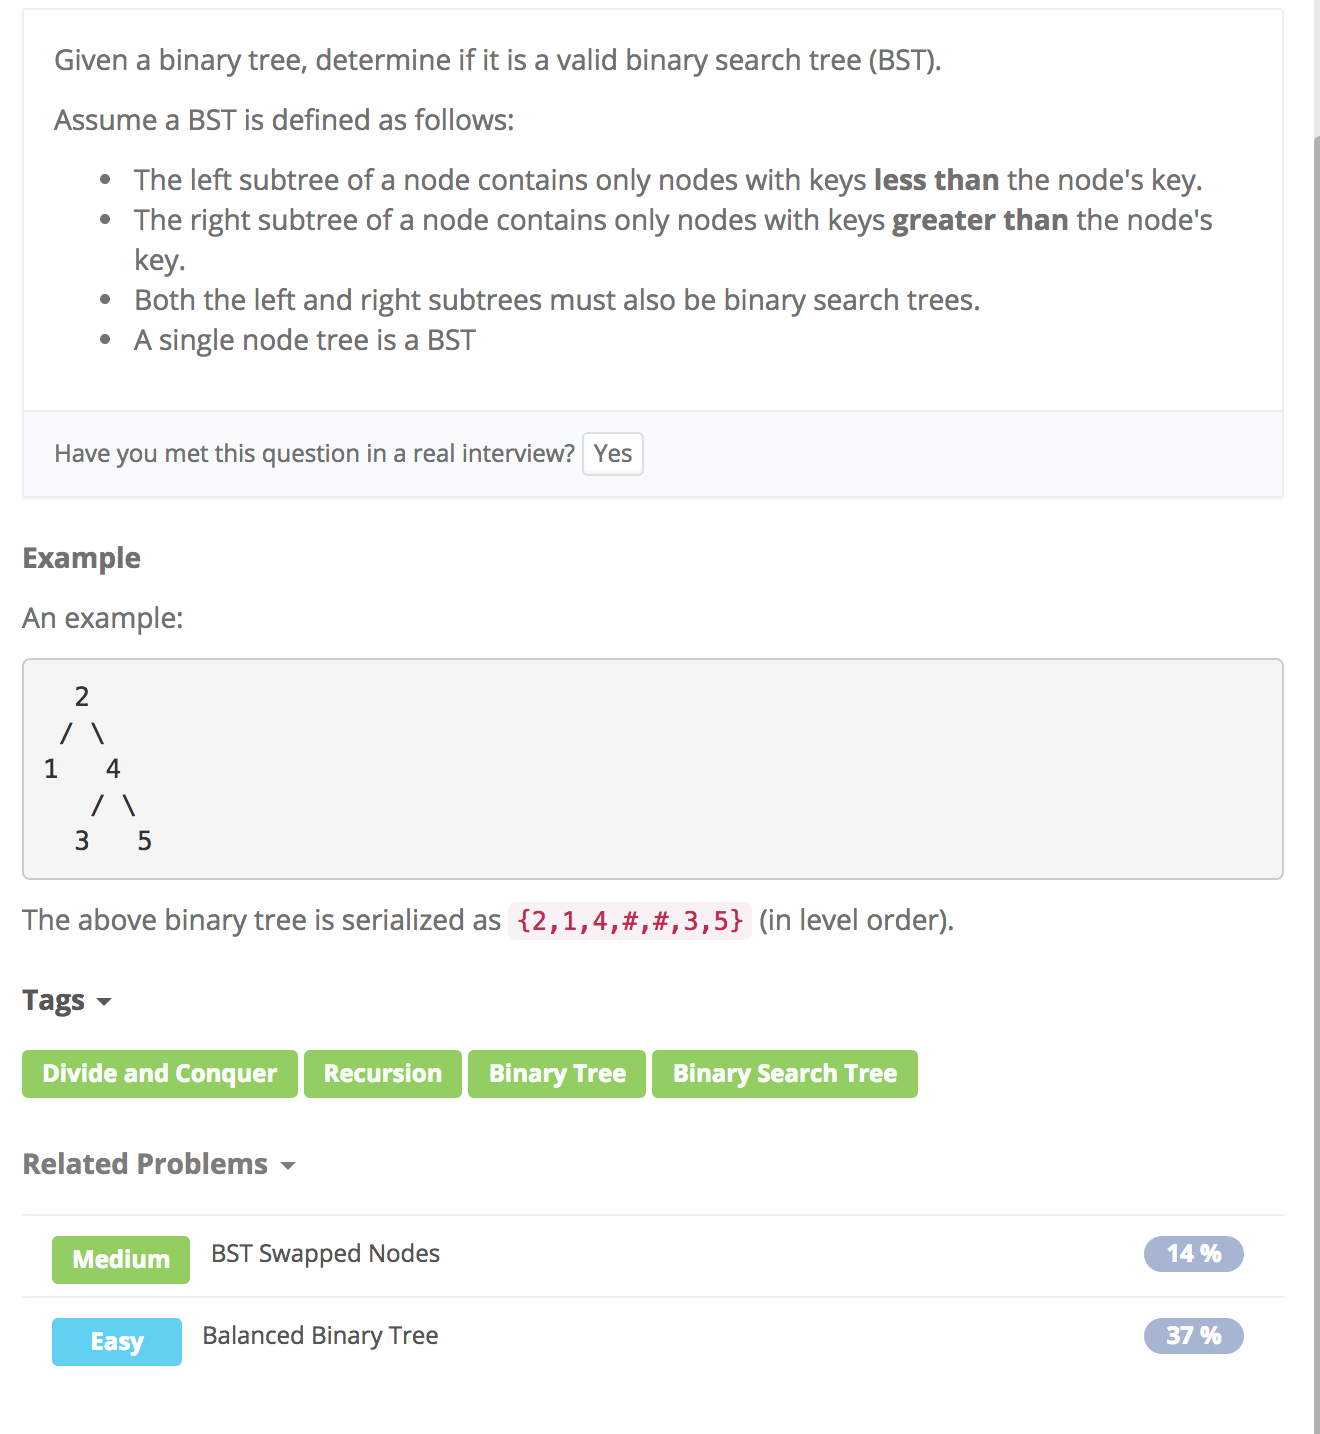 Given a binary tree, determine if it is a valid binary search tree (BST).
Assume a BST is defined as follows:
• The left subtree of a node contains only nodes with keys less than the node's key.
• The right subtree of a node contains only nodes with keys greater than the node's
key.
• Both the left and right subtrees must also be binary search trees.
• A single node tree is a BST
Have you met this question in a real interview? Yes
Example
An example:
  2
 / \
1   4
   / \
  3   5
The above binary tree is serialized as {2,1,4,#,#,3,5} (in level order).
Tags
Divide and Conquer Recursion Binary Tree Binary Search Tree
Related Problems
Medium BST Swapped Nodes 14 %
Easy Balanced Binary Tree 37 %